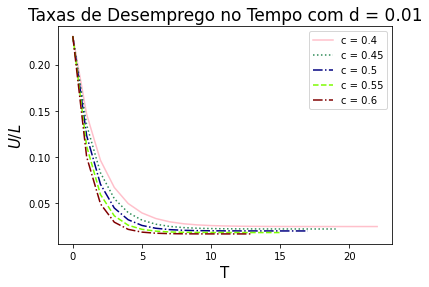 Taxas de Desemprego no Tempo com d = 0.01
c = 0.4
c = 0.45
c = 0.5
c = 0.55
c = 0.6
0.20
0.15
0.10
0.05
U/L
0
5
10
15
20
T